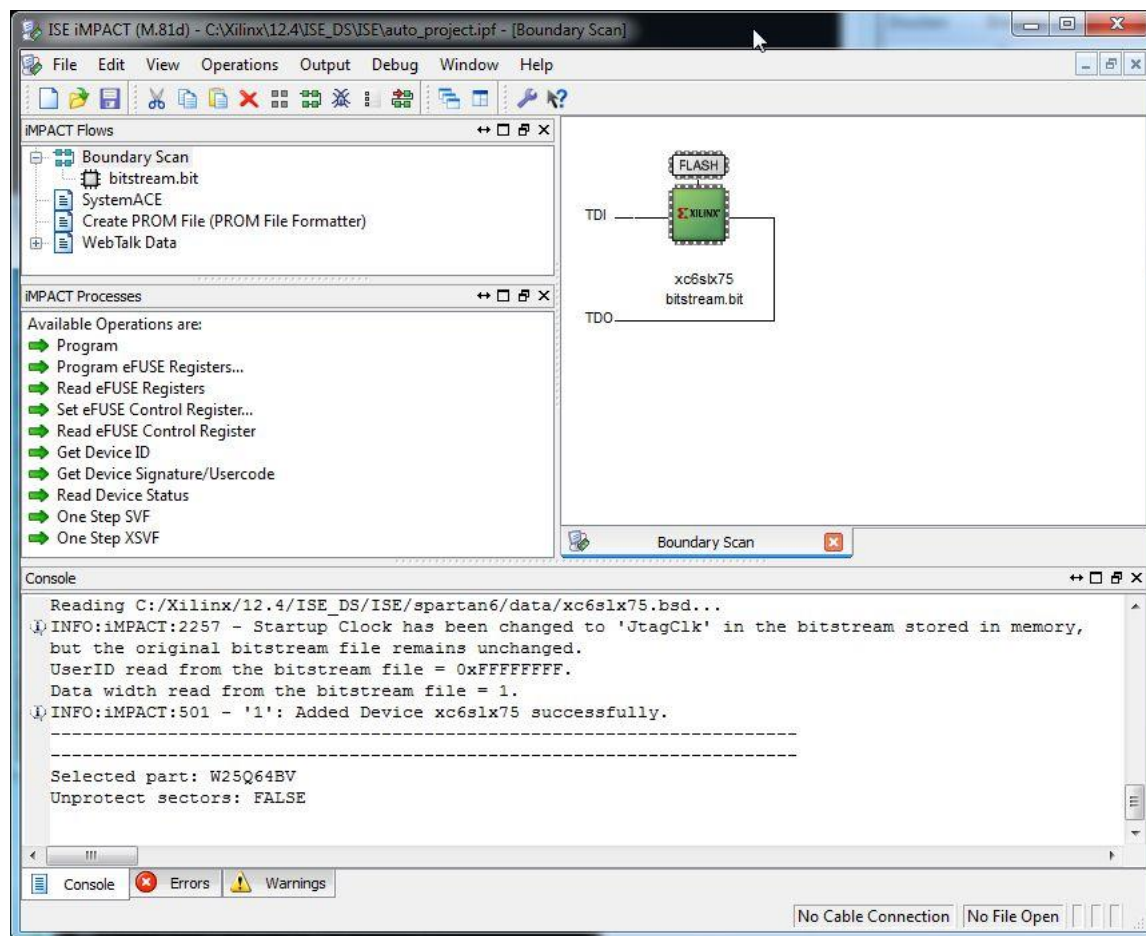 ISE iMPACT (M.81d) - C:\Xilinx\12.4\ISE_DS\ISE\auto_project.ipf - [Boundary Scan]
File Edit View Operations Output Debug Window Help
iMPACT Flows
Boundary Scan
bitstream.bit
SystemACE
Create PROM File (PROM File Formatter)
WebTalk Data
iMPACT Processes
Available Operations are:
Program
Program eFUSE Registers...
Read eFUSE Registers
Set eFUSE Control Register...
Read eFUSE Control Register
Get Device ID
Get Device Signature/Usercode
Read Device Status
One Step SVF
One Step XSVF
FLASH
TDI
XILINX
xc6slx75
bitstream.bit
TDO
Boundary Scan
Console
Reading C:/Xilinx/12.4/ISE_DS/ISE/spartan6/data/xc6slx75.bsd...
INFO:iMPACT:2257 - Startup Clock has been changed to 'JtagClk' in the bitstream stored in memory,
but the original bitstream file remains unchanged.
UserID read from the bitstream file = 0xFFFFFFFF.
Data width read from the bitstream file = 1.
INFO:iMPACT:501 - '1': Added Device xc6slx75 successfully.
----------------------------------------------------------------------
----------------------------------------------------------------------
Selected part: W25Q64BV
Unprotect sectors: FALSE
Console Errors Warnings
No Cable Connection No File Open